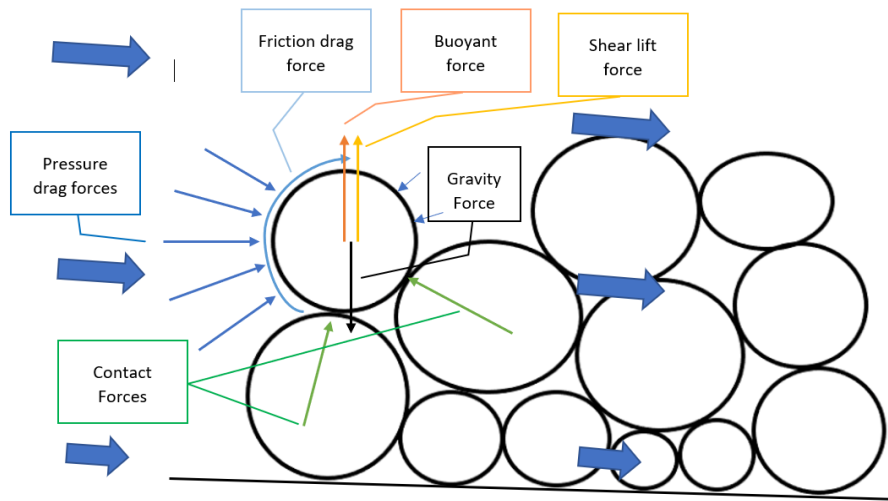 Friction drag
force
Buoyant
force
Shear lift
force
Pressure
drag forces
Gravity
Force
Contact
Forces